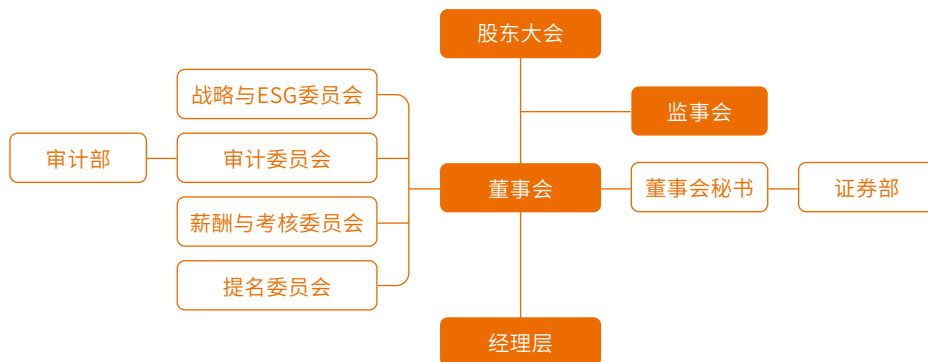 股东大会
战略与ESG委员会
监事会
审计部
审计委员会
董事会
董事会秘书
证券部
薪酬与考核委员会
提名委员会
经理层